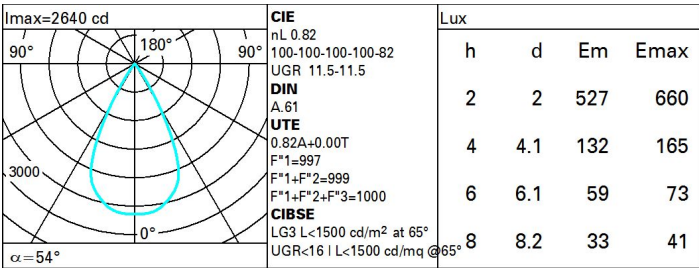 Imax=2640 cd
90°
180°
90°
3000
0°
α=54°
CIE
nL 0.82
100-100-100-100-82
UGR 11.5-11.5
DIN
A.61
UTE
0.82A+0.00T
F"1=997
F"1+F"2=999
F"1+F"2+F"3=1000
CIBSE
LG3 L<1500 cd/m² at 65°
UGR<16 | L<1500 cd/mq @65°
Lux
h d Em Emax
2 2 527 660
4 4.1 132 165
6 6.1 59 73
8 8.2 33 41